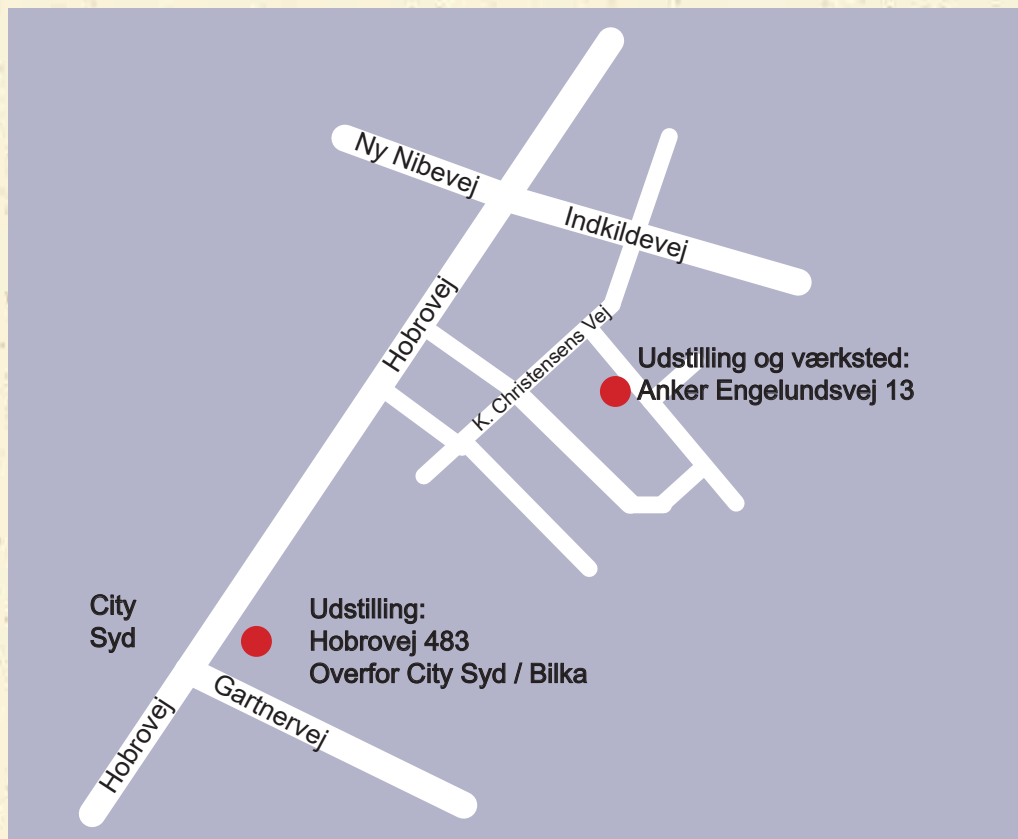 Ny Nibevej
Indkildevej
Hobrovej
K. Christensens Vej
Udstilling og værksted:
Anker Engelundsvej 13
City
Syd
Udstilling:
Hobrovej 483
Overfor City Syd / Bilka
Gartnervej
Hobrovej